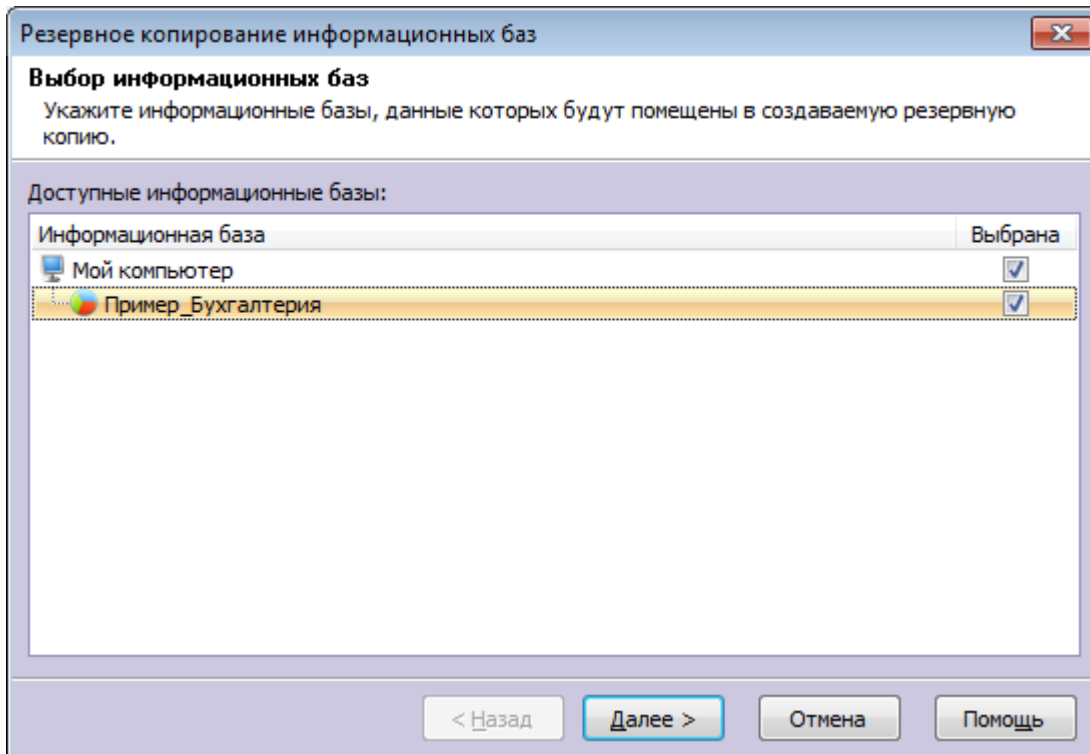 Резервное копирование информационных баз
Выбор информационных баз
Укажите информационные базы, данные которых будут помещены в создаваемую резервную
копию.
Доступные информационные базы:
Информационная база Выбрана
Мой компьютер
Пример_Бухгалтерия
< Назад Далее > Отмена Помощь